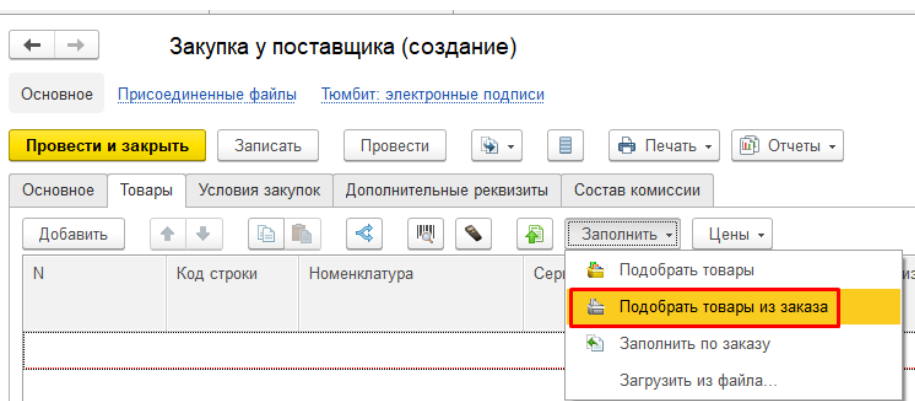 Закупка у поставщика (создание)
Основное Присоединенные файлы Тюмбит: электронные подписи
Провести и закрыть Записать Провести Печать Отчеты
Основное Товары Условия закупок Дополнительные реквизиты Состав комиссии
Добавить Заполнить Цены
N Код строки Номенклатура
Подобрать товары
Подобрать товары из заказа
Заполнить по заказу
Загрузить из файла...